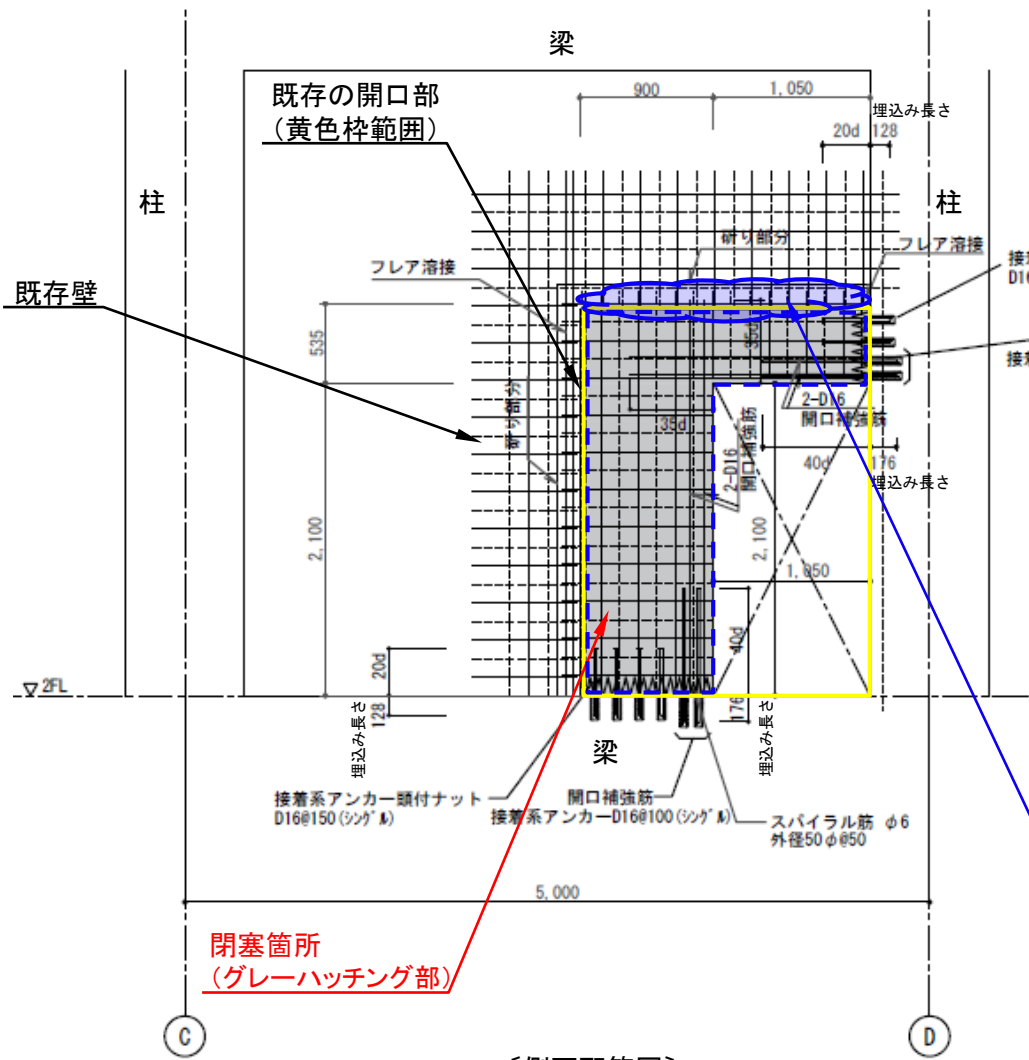 梁
900
1,050
既存の開口部
(黄色枠範囲)
埋込み長さ
20d
128
柱
柱
研り部分
フレア溶接
フレア溶接
接着
D16
既存壁
535
35d
接着
2-D16
開口補強筋
研り部分
35d
2-D16
開口補強筋
40d
176
埋込み長さ
2,100
2,100
1,050
20d
40d
2FL
128
埋込み長さ
176
埋込み長さ
梁
接着系アンカー頭付ナット
D16@150(シングル)
開口補強筋
接着系アンカーD16@100(シングル)
スパイラル筋 φ6
外径50φ@50
5,000
閉塞箇所
(グレーハッチング部)
C
D